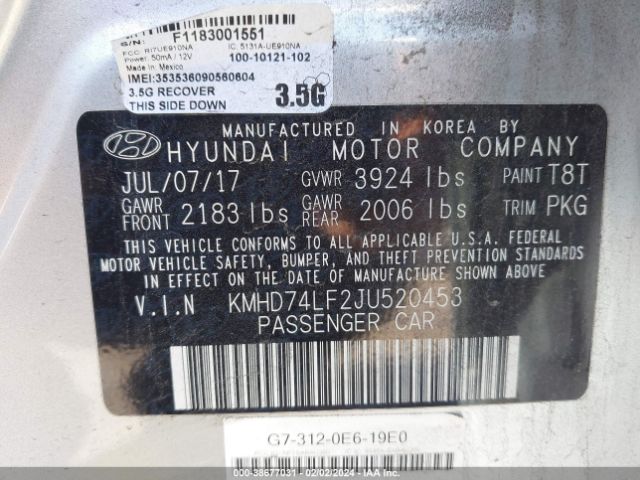 S/N: F1183001551
FCC: RI7UE910NA IC: 5131A-UE910NA
Power: 50mA / 12V 100-10121-102
Made in: Mexico
IMEI:353536090560604
3.5G RECOVER
THIS SIDE DOWN 3.5G
MANUFACTURED IN KOREA BY
HYUNDAI MOTOR COMPANY
JUL/07/17 GVWR 3924 lbs PAINT T8T
GAWR FRONT 2183 lbs GAWR REAR 2006 lbs TRIM PKG
THIS VEHICLE CONFORMS TO ALL APPLICABLE U.S.A. FEDERAL
MOTOR VEHICLE SAFETY, BUMPER, AND THEFT PREVENTION STANDARDS
IN EFFECT ON THE DATE OF MANUFACTURE SHOWN ABOVE.
V.I.N KMHD74LF2JU520453
PASSENGER CAR
G7-312-0E6-19E0
000-38677031 - 02/02/2024 -